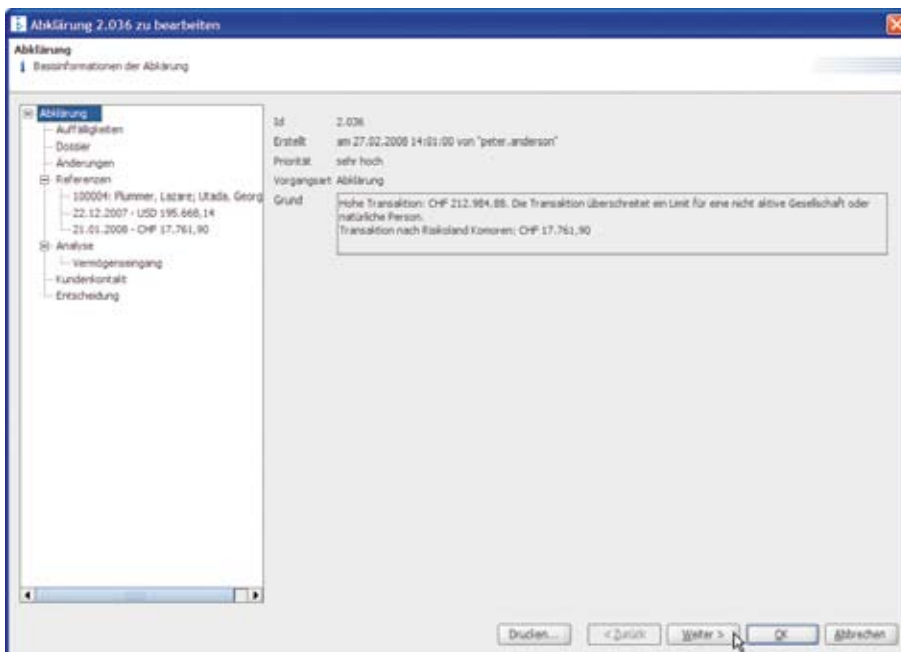 Abklärung 2.036 zu bearbeiten
Abklärung
Basisinformationen der Abklärung
Abklärung
Auffälligkeiten
Dossier
Änderungen
Referenzen
100004: Plummer, Lazare; Utada, Georg
22.12.2007 - USD 195.668,14
21.01.2008 - CHF 17.761,90
Analyse
Vermögenseingang
Kundenkontakt
Entscheidung
Id 2.036
Erstellt am 27.02.2008 14:01:00 von "peter.anderson"
Priorität sehr hoch
Vorgangsart Abklärung
Grund Hohe Transaktion: CHF 212.984.88. Die Transaktion überschreitet ein Limit für eine nicht aktive Gesellschaft oder
natürliche Person.
Transaktion nach Risikoland Komoren: CHF 17.761,90
Drucken... < Zurück Weiter > OK Abbrechen